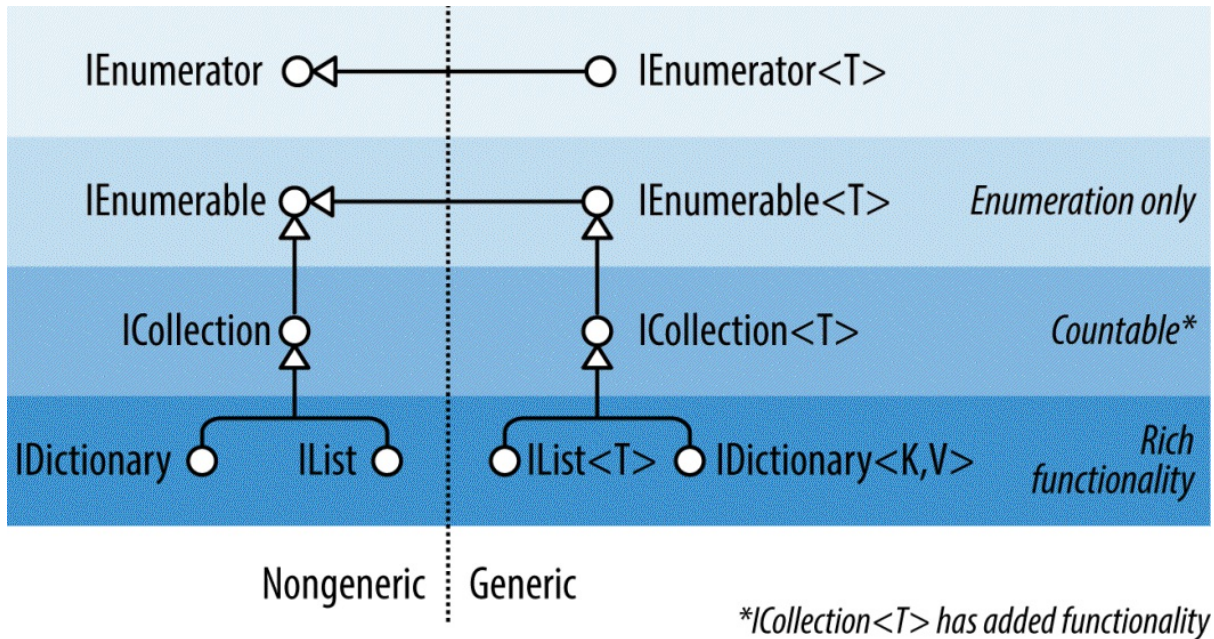 IEnumerator IEnumerator<T>
IEnumerable IEnumerable<T> Enumeration only
ICollection ICollection<T> Countable*
IDictionary IList IList<T> IDictionary<K,V> Rich
functionality
Nongeneric Generic
*ICollection<T> has added functionality